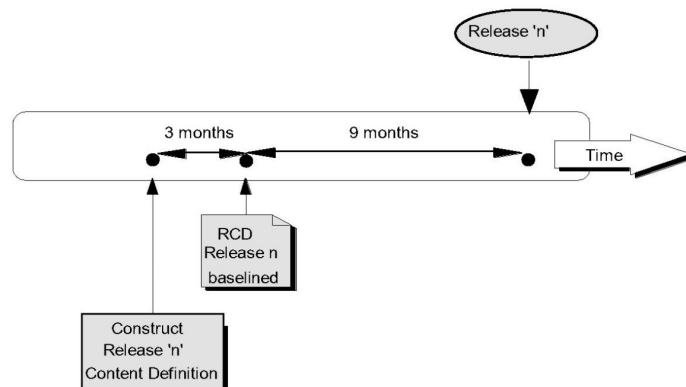 Release 'n'
3 months
9 months
Time
RCD
Release n
baselined
Construct
Release 'n'
Content Definition